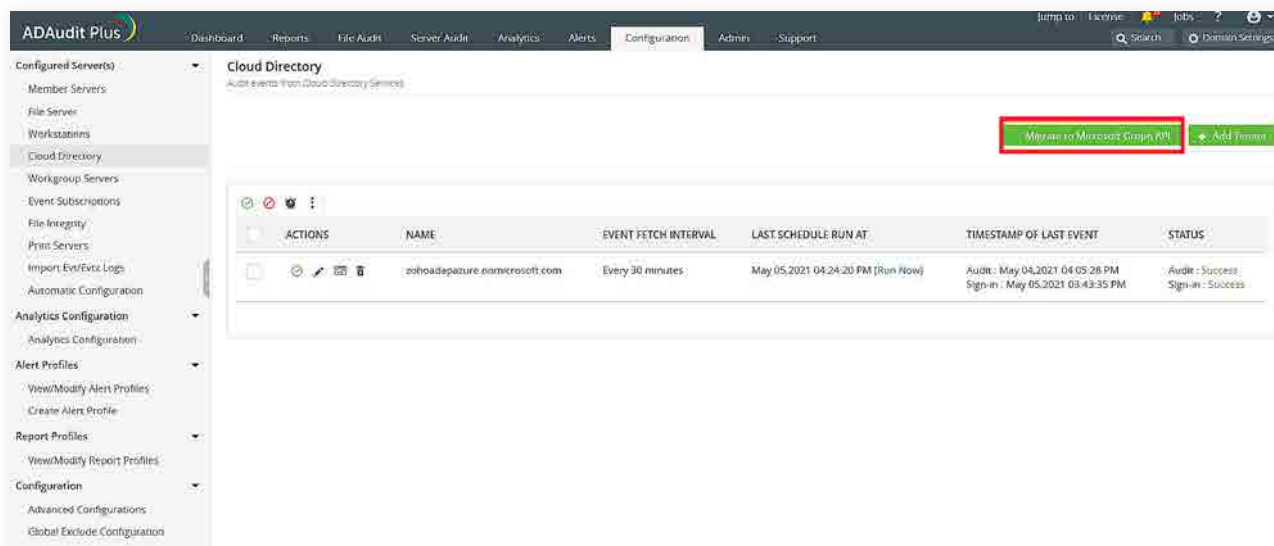 Jump to License Jobs ?
ADAudit Plus
Dashboard Reports File Audit Server Audit Analytics Alerts Configuration Admin Support
Search Domain Settings
Configured Server(s)
Member Servers
File Server
Workstations
Cloud Directory
Workgroup Servers
Event Subscriptions
File Integrity
Print Servers
Import Evt/Evtx Logs
Automatic Configuration
Analytics Configuration
Analytics Configuration
Alert Profiles
View/Modify Alert Profiles
Create Alert Profile
Report Profiles
View/Modify Report Profiles
Configuration
Advanced Configurations
Global Exclude Configuration
Cloud Directory
Audit events from Cloud Directory Services
Migrate to Microsoft Graph API + Add Tenant
ACTIONS NAME EVENT FETCH INTERVAL LAST SCHEDULE RUN AT TIMESTAMP OF LAST EVENT STATUS
zohoadapazure.onmicrosoft.com Every 30 minutes May 05,2021 04:24:20 PM [Run Now] Audit : May 04,2021 04:05:28 PM Audit : Success
Sign-in : May 05,2021 03:43:35 PM Sign-in : Success